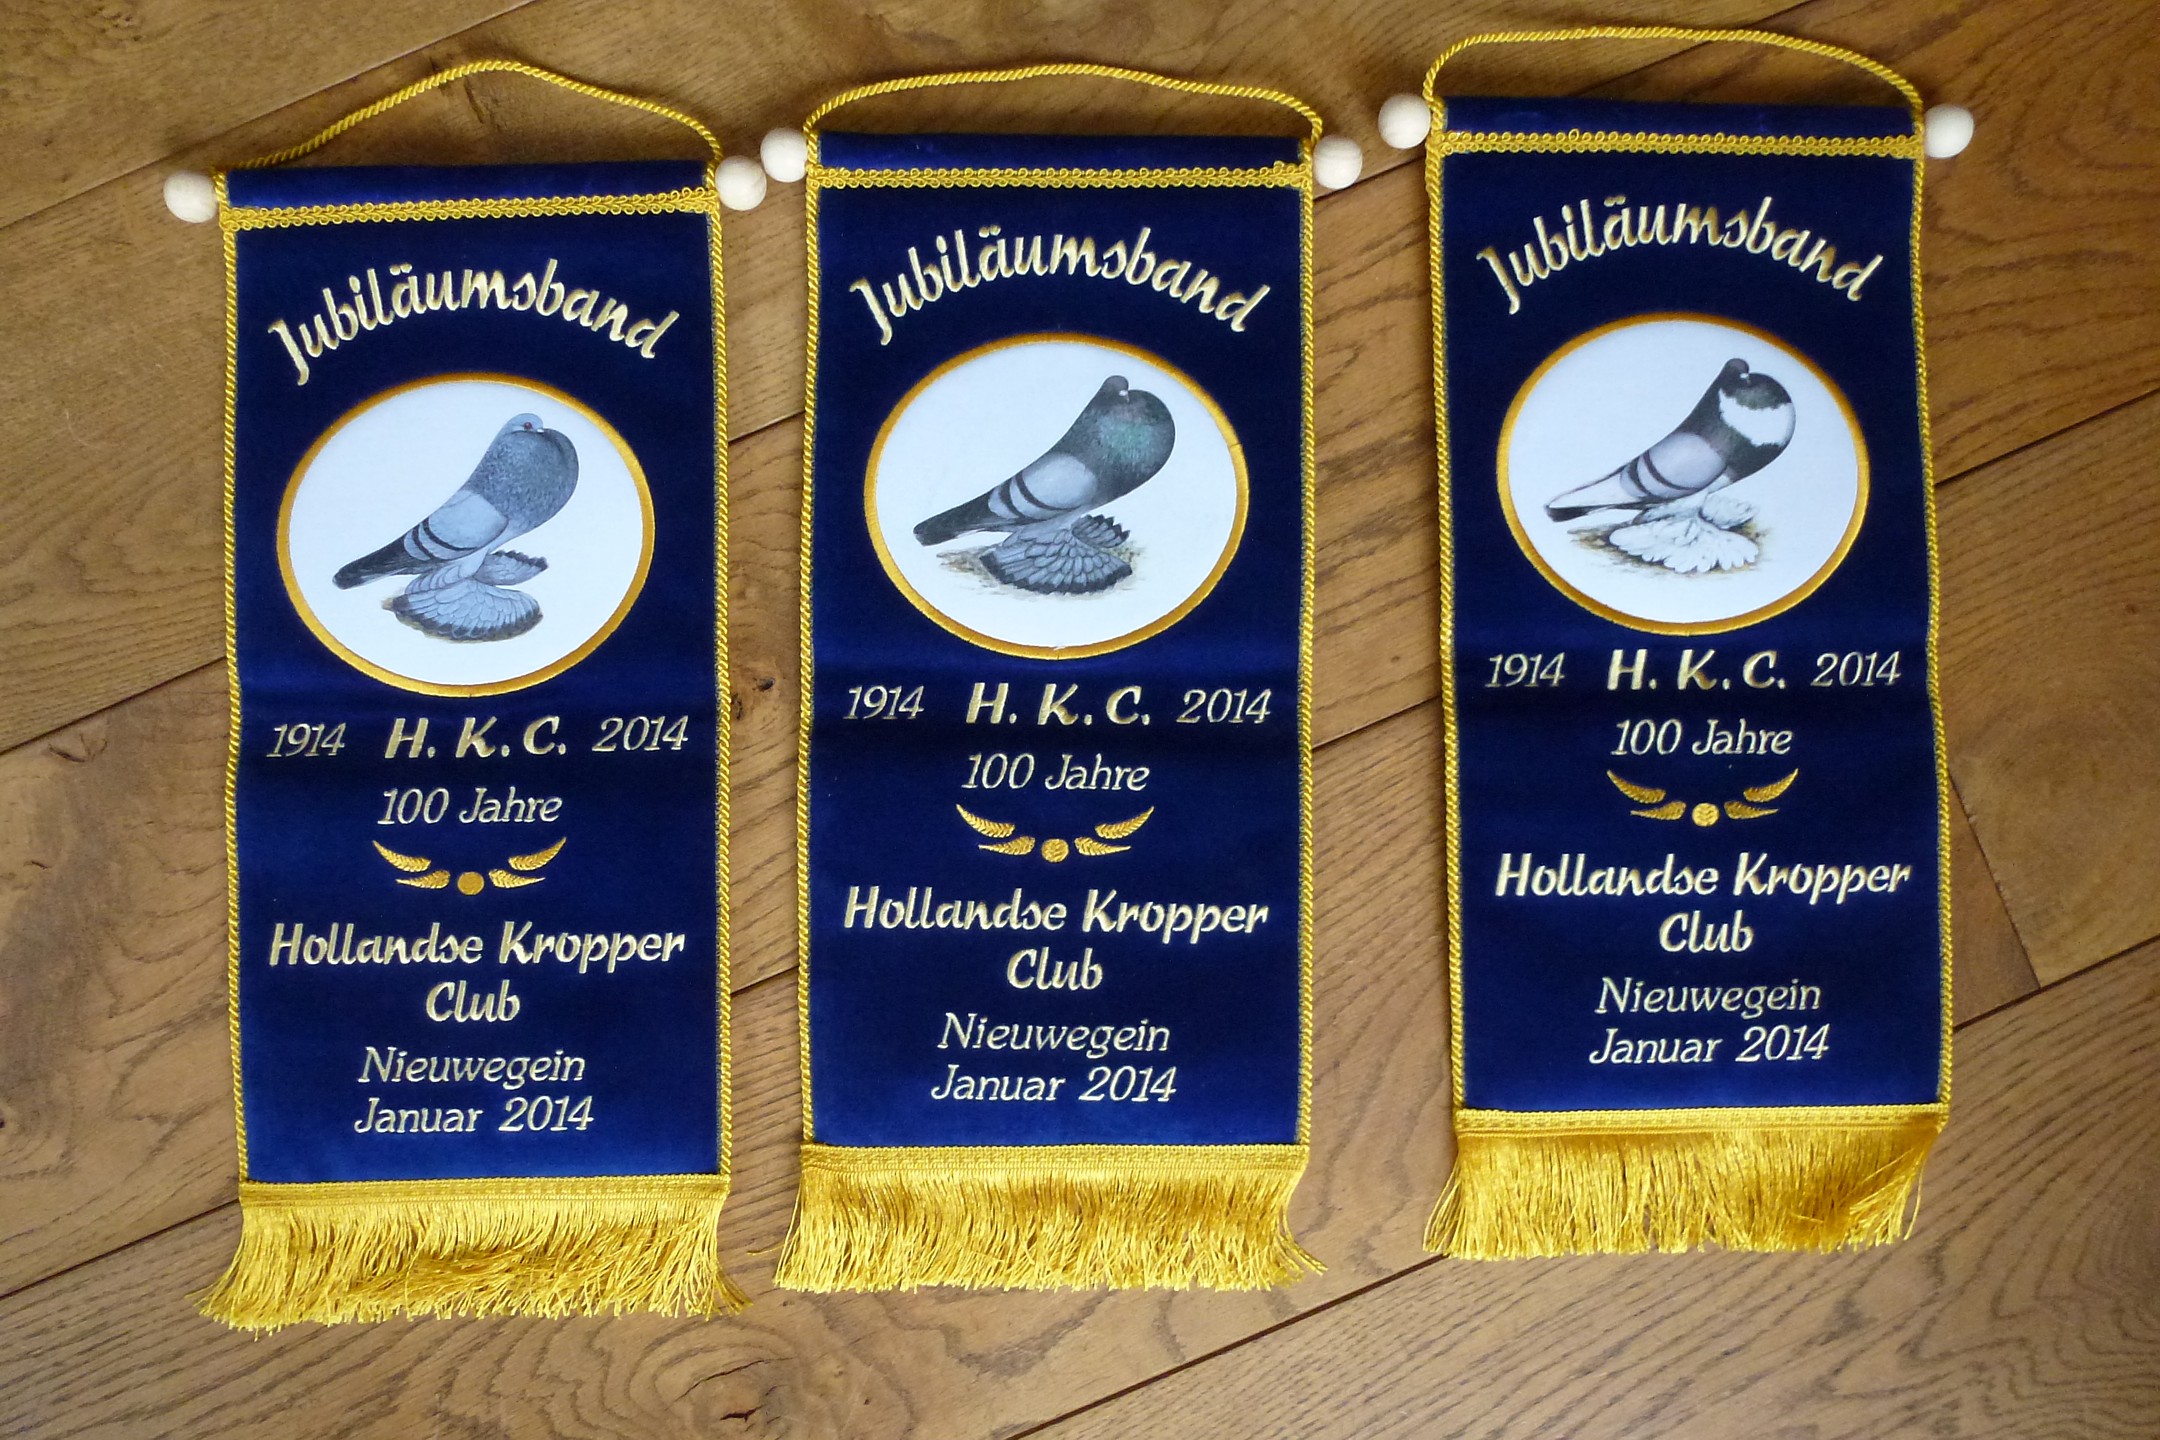 Jubiläumsband
1914 H. K. C. 2014
100 Jahre
Hollandse Kropper
Club
Nieuwegein
Januar 2014
Jubiläumsband
1914 H. K. C. 2014
100 Jahre
Hollandse Kropper
Club
Nieuwegein
Januar 2014
Jubiläumsband
1914 H. K. C. 2014
100 Jahre
Hollandse Kropper
Club
Nieuwegein
Januar 2014